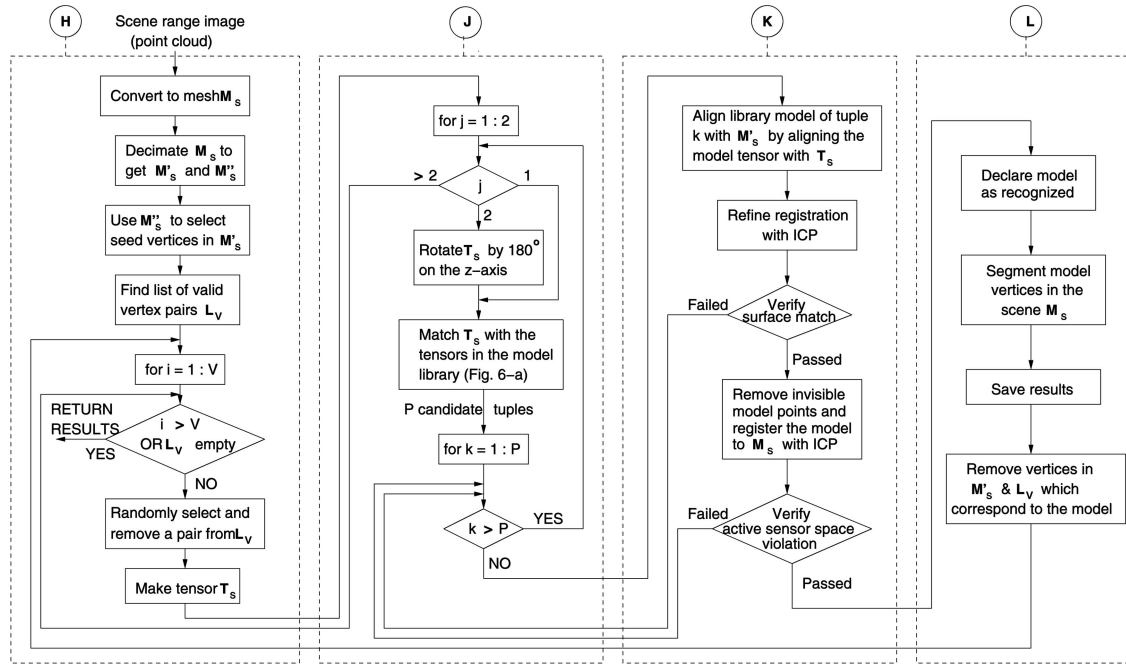 H
Scene range image
(point cloud)
Convert to mesh M S
Decimate M S to
get M' S and M'' S
Use M'' S to select
seed vertices in M' S
Find list of valid
vertex pairs L V
for i = 1 : V
RETURN
RESULTS
YES
i > V
OR L V empty
NO
Randomly select and
remove a pair from L V
Make tensor T S
J
for j = 1 : 2
> 2
j
1
2
Rotate T S by 180°
on the z-axis
Match T S with the
tensors in the model
library (Fig. 6-a)
P candidate tuples
for k = 1 : P
k > P
YES
NO
K
Align library model of tuple
k with M' S by aligning the
model tensor with T S
Refine registration
with ICP
Failed
Verify
surface match
Passed
Remove invisible
model points and
register the model
to M S with ICP
Failed
Verify
active sensor space
violation
Passed
L
Declare model
as recognized
Segment model
vertices in the
scene M S
Save results
Remove vertices in
M' S & L V which
correspond to the model